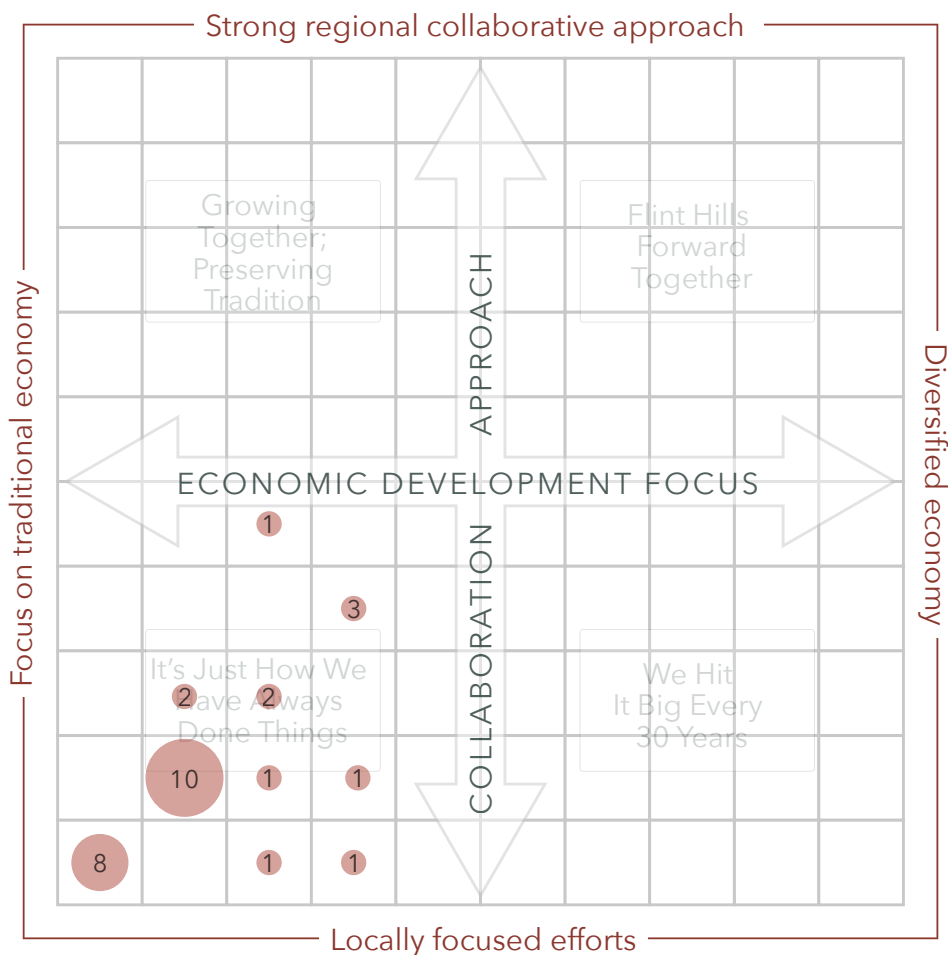 Strong regional collaborative approach
Growing
Together;
Preserving
Tradition
Flint Hills
Forward
Together
APPROACH
Focus on traditional economy
Diversified economy
ECONOMIC DEVELOPMENT FOCUS
1
COLLABORATION
3
It's Just How We
Have Always
Done Things
2
2
We Hit
It Big Every
30 Years
10
1
1
8
1
1
Locally focused efforts